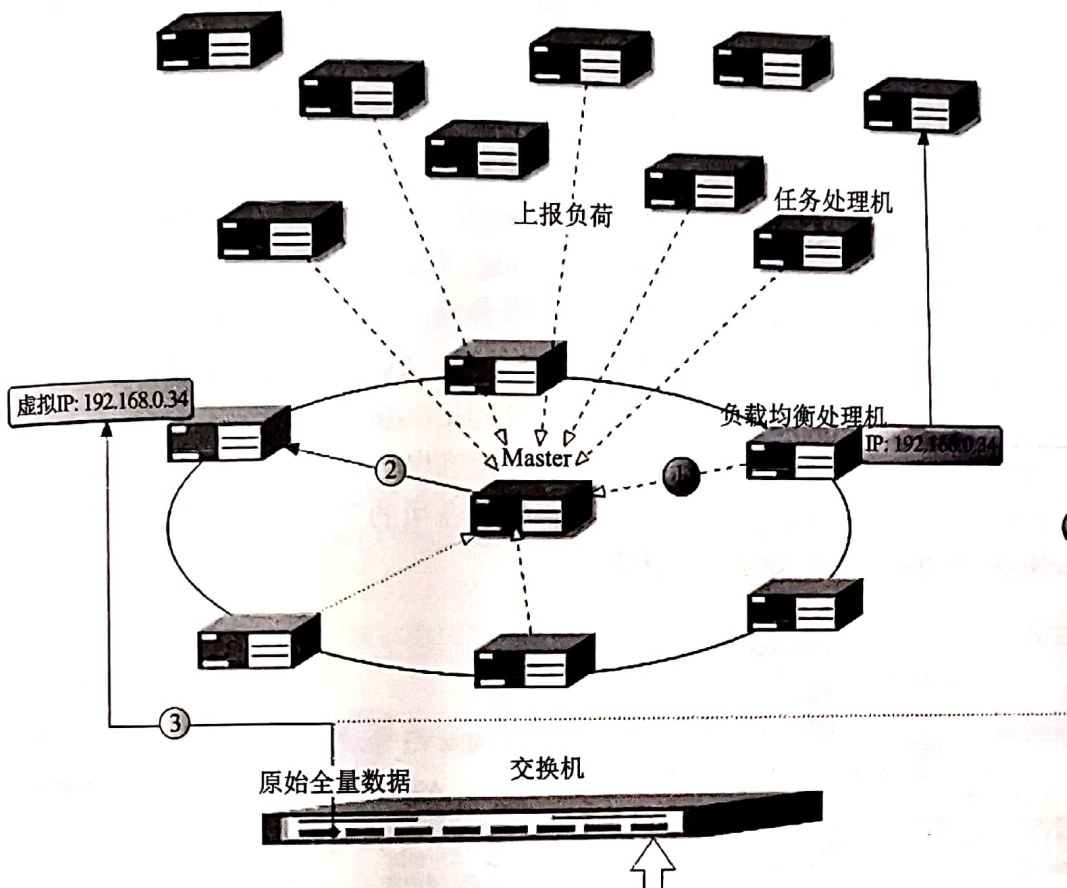 上报负荷
任务处理机
虚拟IP: 192.168.0.34
负载均衡处理机
IP: 192.168.0.34
Master
②
①
③
原始全量数据
交换机